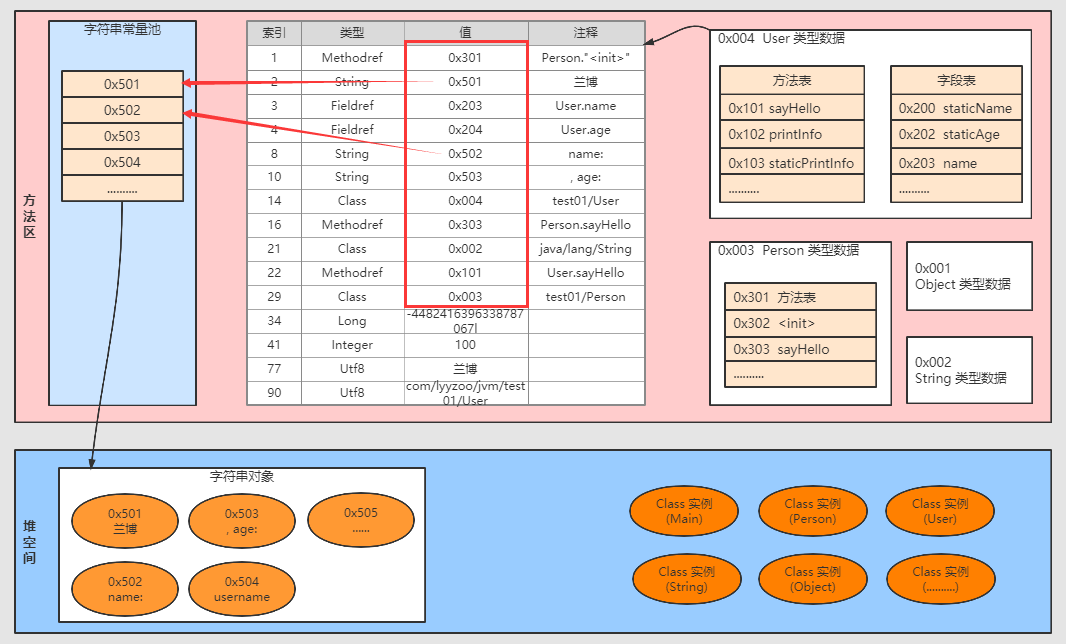 方法区
字符串常量池
0x501
0x502
0x503
0x504
..........
索引 类型 值 注释
1 Methodref 0x301 Person."<init>"
2 String 0x501 兰博
3 Fieldref 0x203 User.name
4 Fieldref 0x204 User.age
8 String 0x502 name:
10 String 0x503 , age:
14 Class 0x004 test01/User
16 Methodref 0x303 Person.sayHello
21 Class 0x002 java/lang/String
22 Methodref 0x101 User.sayHello
29 Class 0x003 test01/Person
34 Long -4482416396338787
067l
41 Integer 100
77 Utf8 兰博
90 Utf8 com/lyyzoo/jvm/test
01/User
0x004 User 类型数据
方法表
0x101 sayHello
0x102 printInfo
0x103 staticPrintInfo
..........
字段表
0x200 staticName
0x202 staticAge
0x203 name
..........
0x003 Person 类型数据
0x301 方法表
0x302 <init>
0x303 sayHello
..........
0x001
Object 类型数据
0x002
String 类型数据
堆空间
字符串对象
0x501
兰博
0x503
, age:
0x505
......
0x502
name:
0x504
username
Class 实例
(Main)
Class 实例
(Person)
Class 实例
(User)
Class 实例
(String)
Class 实例
(Object)
Class 实例
(..........)